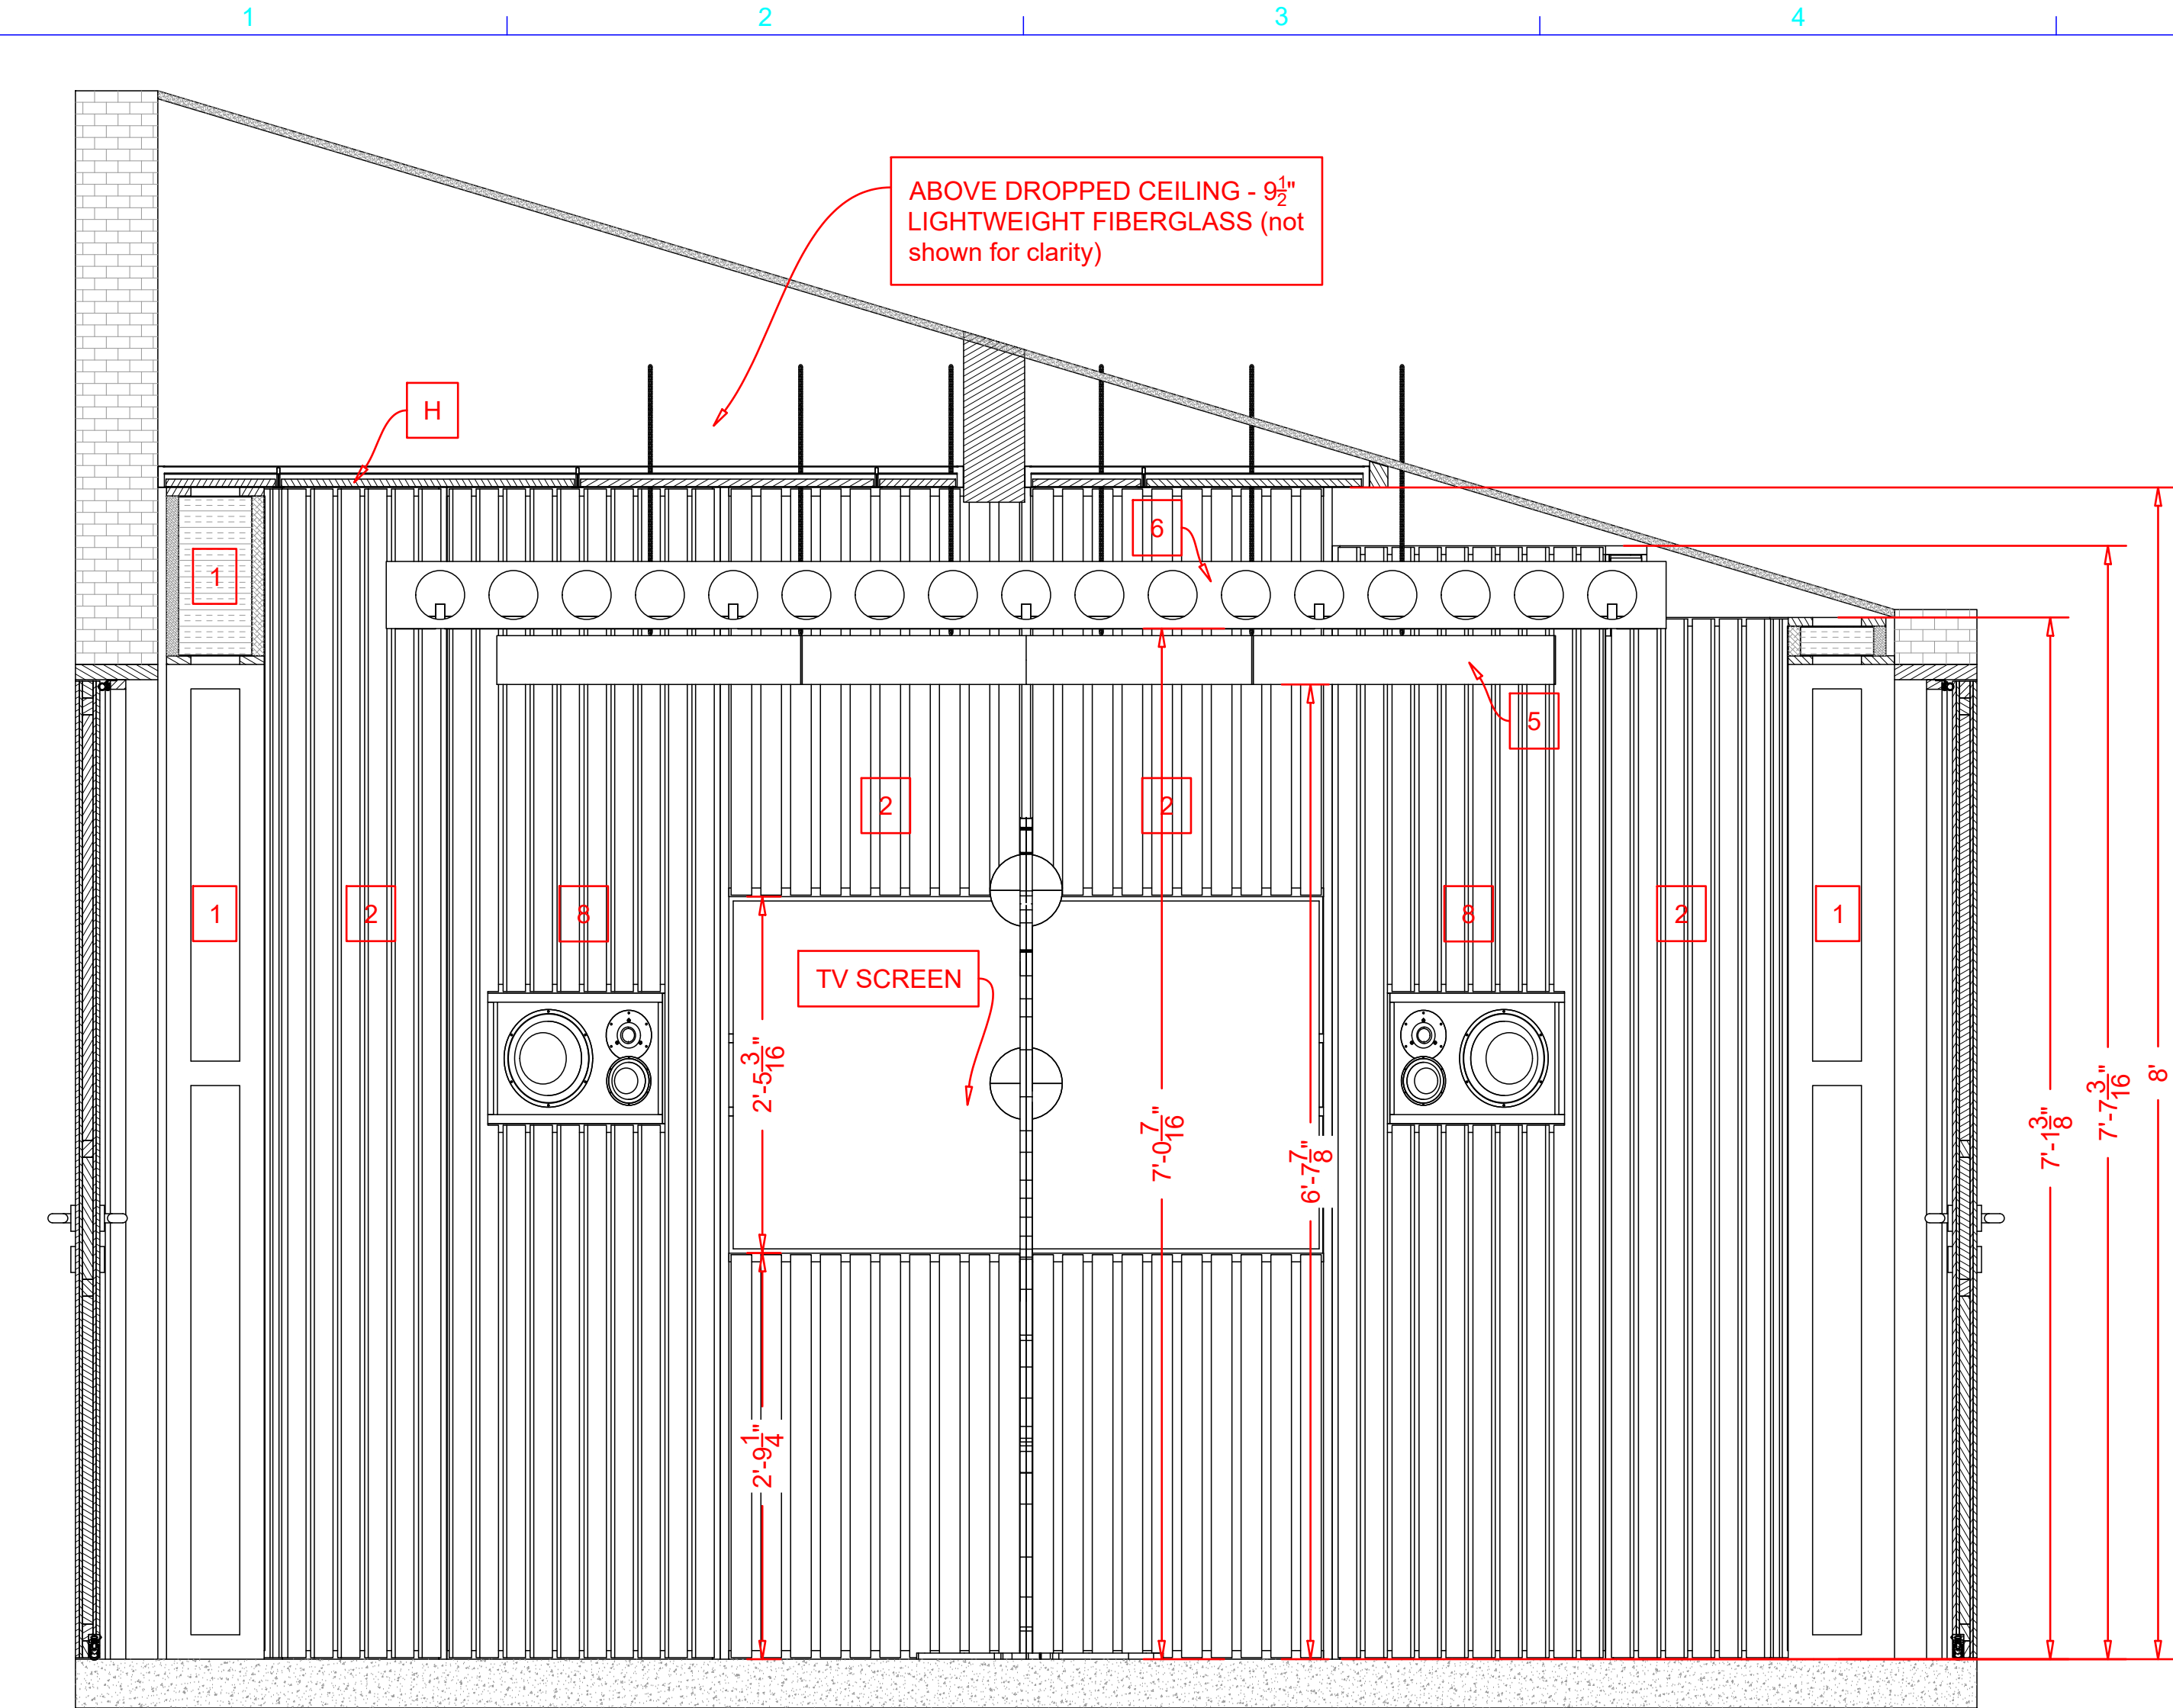 1 2 3 4
ABOVE DROPPED CEILING - 9 1/2"
LIGHTWEIGHT FIBERGLASS (not
shown for clarity)
H
6
1
5
2 2
1 2 8 8 2 1
TV SCREEN
2'-5 3/16"
7'-0 7/16"
6'-7 7/8"
7'-1 3/8"
7'-7 3/16"
8'
2'-9 1/4"